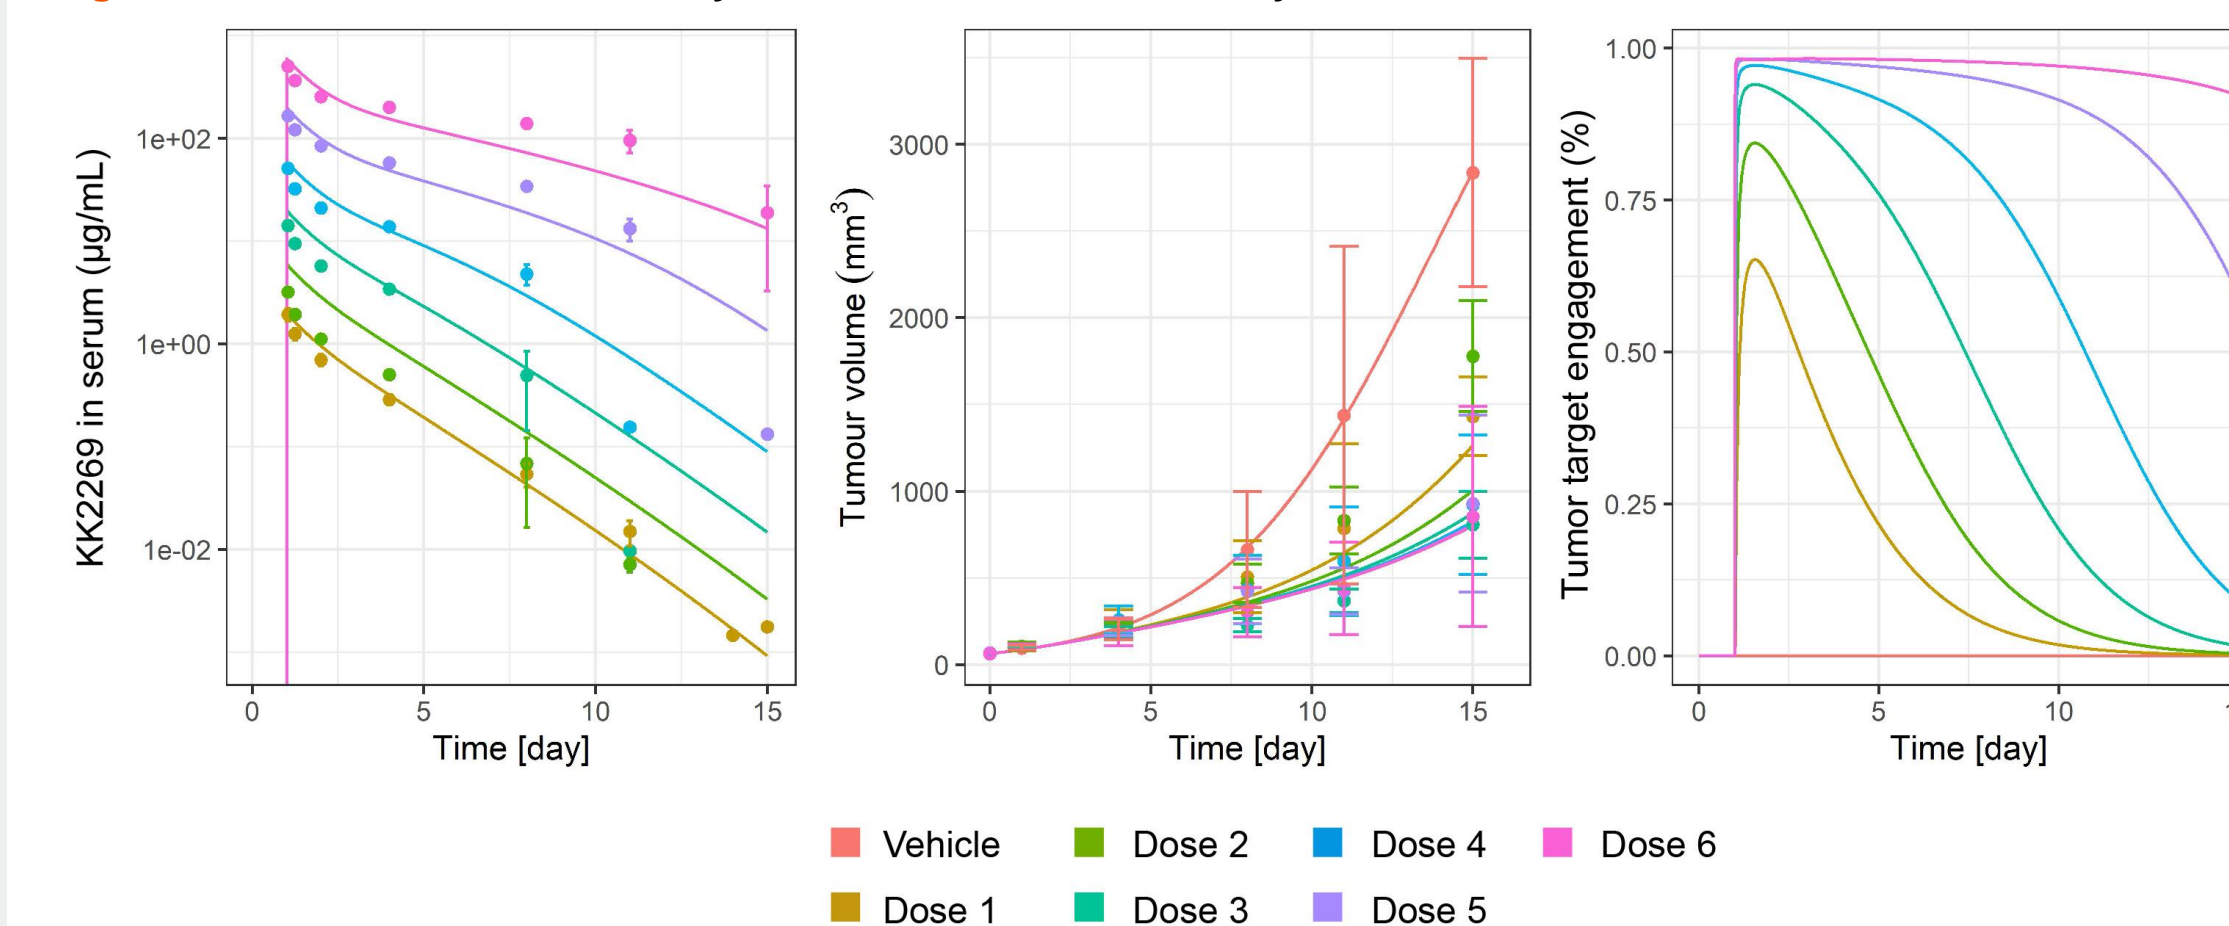 KK2269 in serum (µg/mL)
1e+02
1e+00
1e-02
0 5 10 15
Time [day]
Tumour volume (mm³)
3000
2000
1000
0
0 5 10 15
Time [day]
Tumor target engagement (%)
1.00
0.75
0.50
0.25
0.00
0 5 10
Time [day]
Vehicle Dose 2 Dose 4 Dose 6
Dose 1 Dose 3 Dose 5